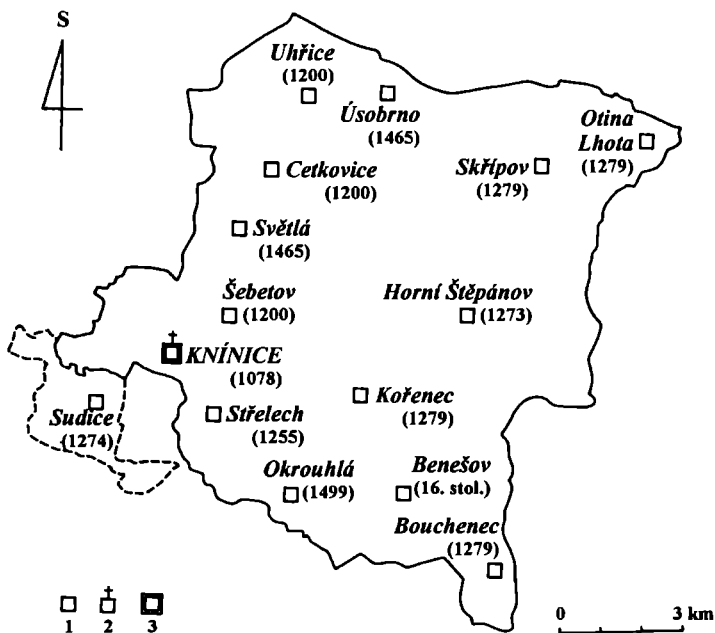 S
Uhřice
(1200)
Úsobrno
(1465)
Otina
Lhota
(1279)
Cetkovice
(1200)
Skřípov
(1279)
Světlá
(1465)
Šebetov
(1200)
Horní Štěpánov
(1273)
KNÍNICE
(1078)
Kořenec
(1279)
Sudice
(1274)
Střelech
(1255)
Okrouhlá
(1499)
Benešov
(16. stol.)
Bouchenec
(1279)
1 2 3
0 3 km